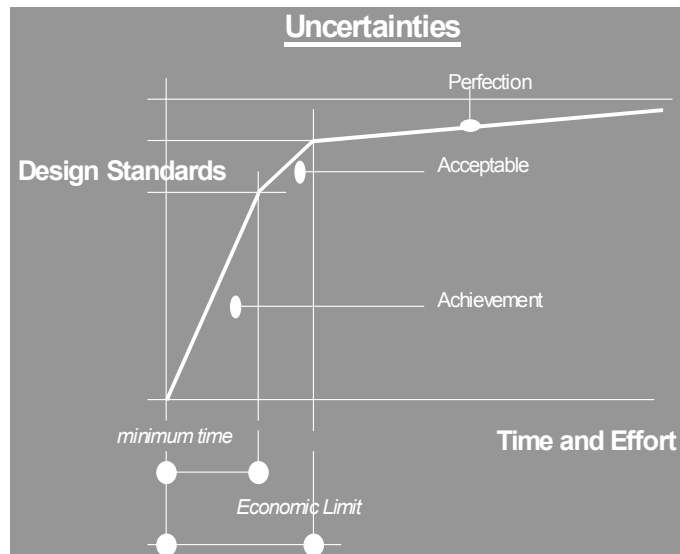 Uncertainties
Perfection
Design Standards
Acceptable
Achievement
minimum time
Time and Effort
Economic Limit